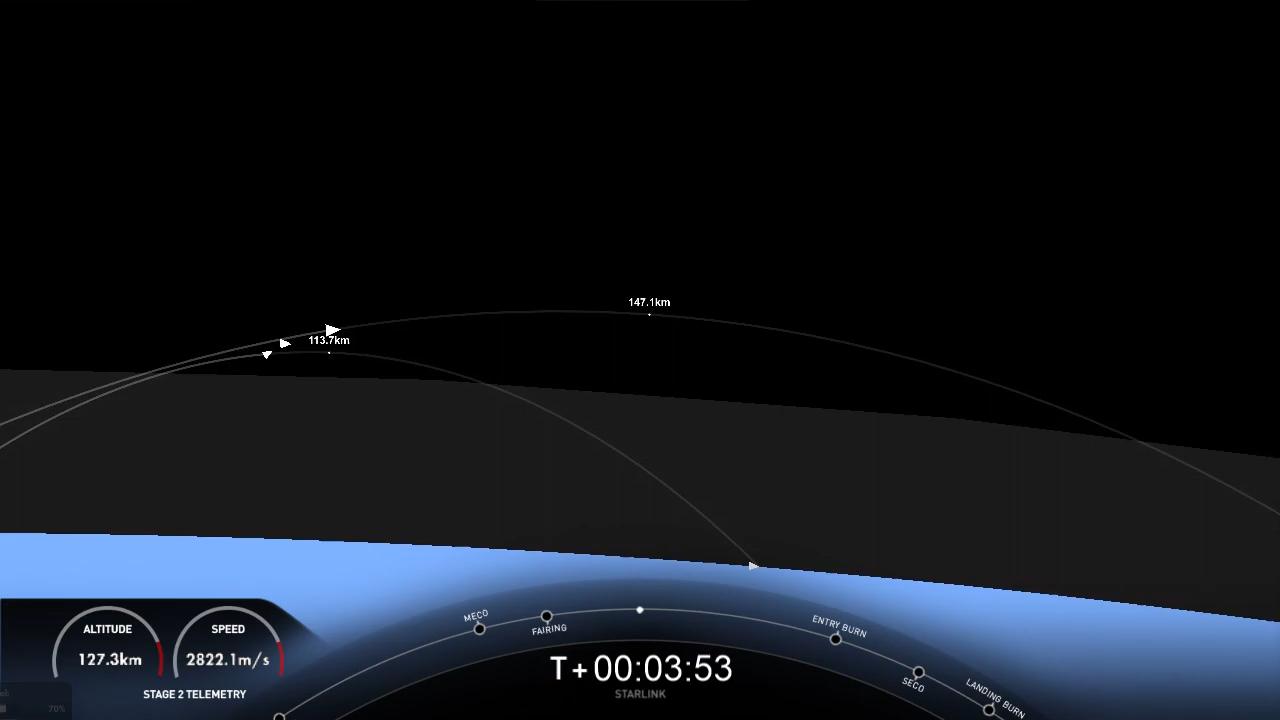 147.1km
113.7km
MECO
FAIRING
ENTRY BURN
SECO
LANDING BURN
ALTITUDE
127.3km
SPEED
2822.1m/s
STAGE 2 TELEMETRY
T+00:03:53
STARLINK
70%